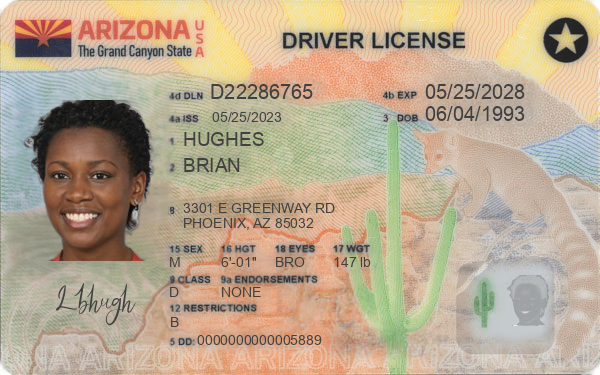 ARIZONA USA
The Grand Canyon State
DRIVER LICENSE
4d DLN D22286765
4b EXP 05/25/2028
4a ISS 05/25/2023
3 DOB 06/04/1993
1 HUGHES
2 BRIAN
8 3301 E GREENWAY RD
PHOENIX, AZ 85032
15 SEX 16 HGT 18 EYES 17 WGT
M 6'-01" BRO 147 lb
9 CLASS 9a ENDORSEMENTS
D NONE
12 RESTRICTIONS
B
5 DD: 0000000000005889
ARIZONA ARIZONA ARIZONA ARIZONA